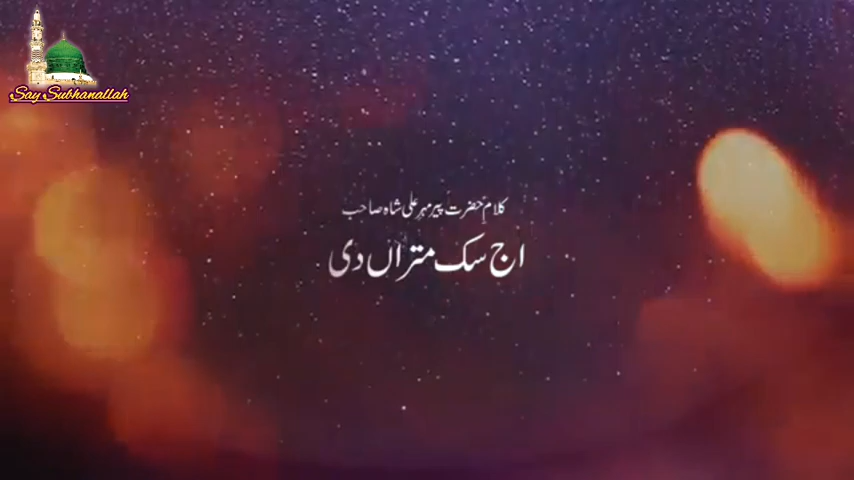 Say Subhanallah
کلام حضرت پیر مہر علی شاہ صاحب
اج سک متراں دی